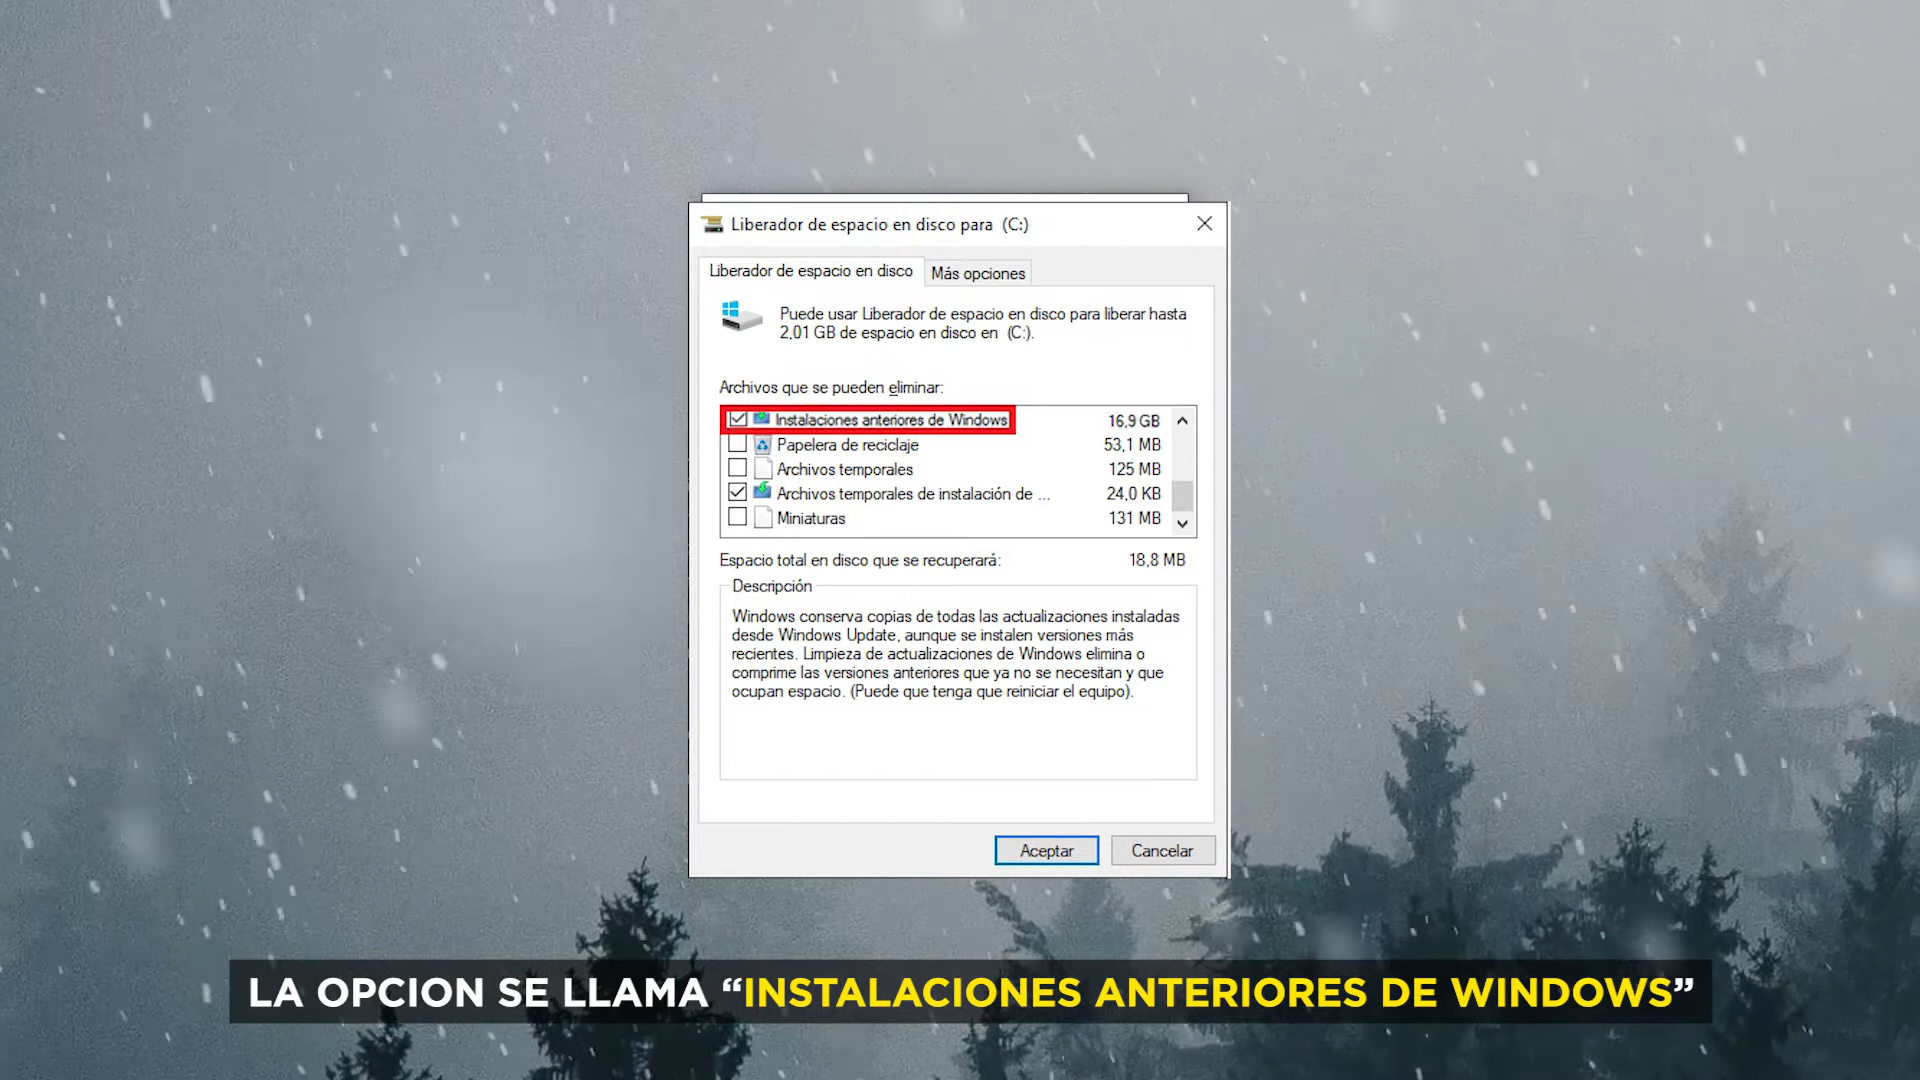 Liberador de espacio en disco para (C:)
Liberador de espacio en disco
Más opciones
Puede usar Liberador de espacio en disco para liberar hasta
2,01 GB de espacio en disco en (C:).
Archivos que se pueden eliminar:
Instalaciones anteriores de Windows 16,9 GB
Papelera de reciclaje 53,1 MB
Archivos temporales 125 MB
Archivos temporales de instalación de ... 24,0 KB
Miniaturas 131 MB
Espacio total en disco que se recuperará: 18,8 MB
Descripción
Windows conserva copias de todas las actualizaciones instaladas
desde Windows Update, aunque se instalen versiones más
recientes. Limpieza de actualizaciones de Windows elimina o
comprime las versiones anteriores que ya no se necesitan y que
ocupan espacio. (Puede que tenga que reiniciar el equipo).
Aceptar
Cancelar
LA OPCION SE LLAMA “INSTALACIONES ANTERIORES DE WINDOWS”